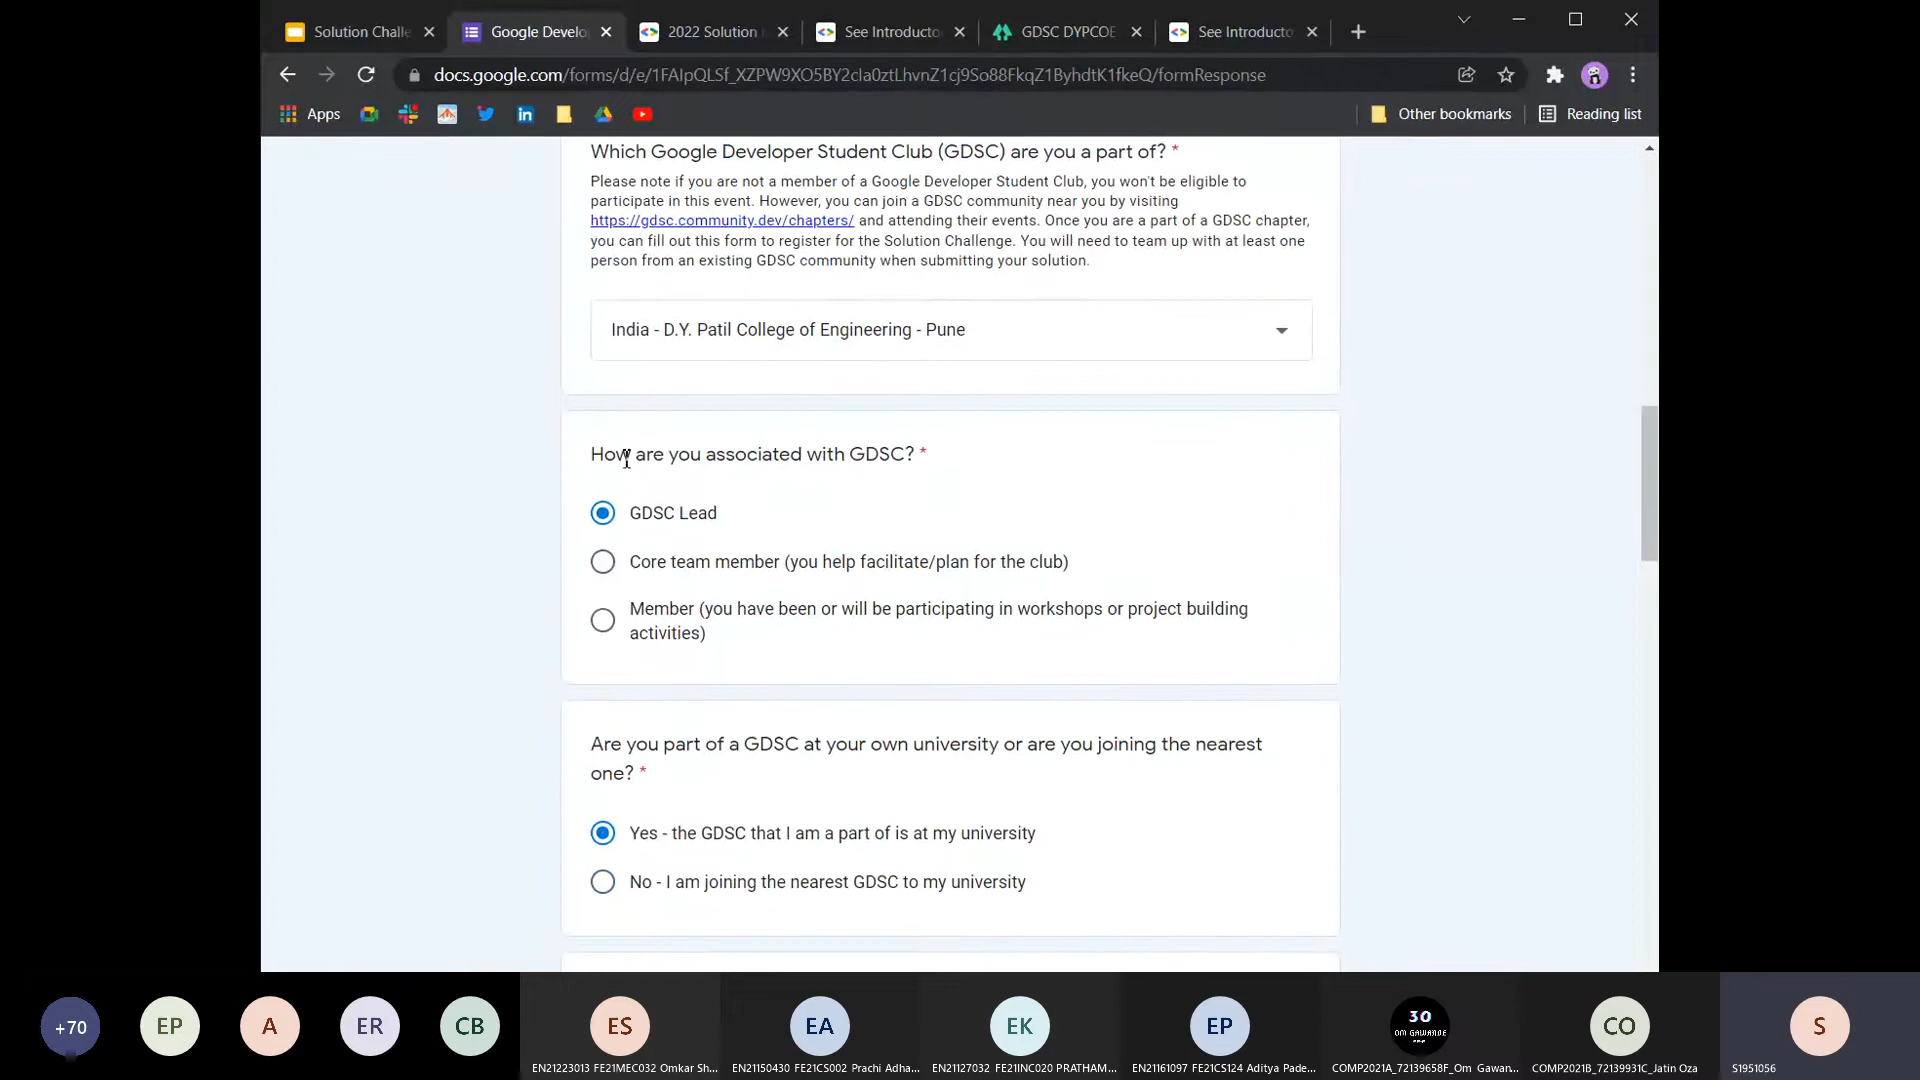 Solution Challe
Google Develo
2022 Solution
See Introducto
GDSC DYPCOE
See Introducto
docs.google.com/forms/d/e/1FAIpQLSf_XZPW9XO5BY2cIa0ztLhvnZ1cj9So88FkqZ1ByhdtK1fkeQ/formResponse
Apps
Other bookmarks
Reading list
Which Google Developer Student Club (GDSC) are you a part of? *
Please note if you are not a member of a Google Developer Student Club, you won't be eligible to
participate in this event. However, you can join a GDSC community near you by visiting
https://gdsc.community.dev/chapters/ and attending their events. Once you are a part of a GDSC chapter,
you can fill out this form to register for the Solution Challenge. You will need to team up with at least one
person from an existing GDSC community when submitting your solution.
India - D.Y. Patil College of Engineering - Pune
How are you associated with GDSC? *
GDSC Lead
Core team member (you help facilitate/plan for the club)
Member (you have been or will be participating in workshops or project building
activities)
Are you part of a GDSC at your own university or are you joining the nearest
one? *
Yes - the GDSC that I am a part of is at my university
No - I am joining the nearest GDSC to my university
+70
EP
A
ER
CB
ES
EA
EK
EP
30
OM GAWANDE
CO
S
EN21223013 FE21MEC032 Omkar Sh...
EN21150430 FE21CS002 Prachi Adha...
EN21127032 FE21INC020 PRATHAM...
EN21161097 FE21CS124 Aditya Pade...
COMP2021A_72139658F_Om Gawan...
COMP2021B_72139931C_Jatin Oza
S1951056